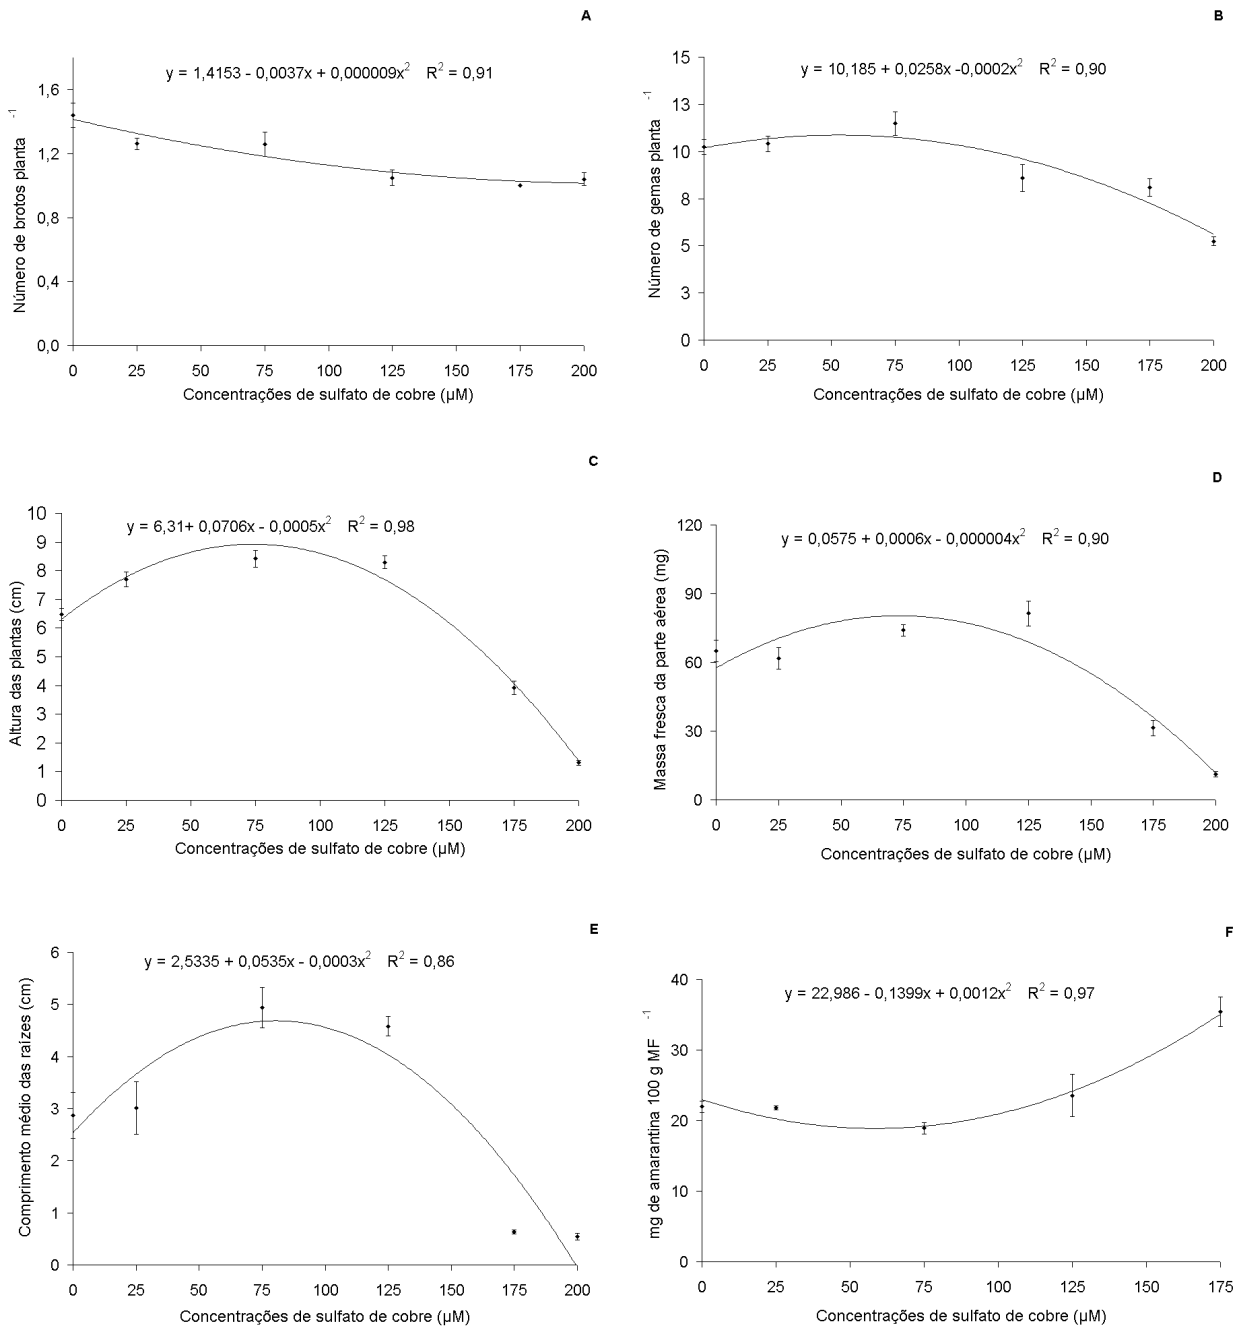 A
y = 1,4153 - 0,0037x + 0,000009x² R² = 0,91
Número de brotos planta -1
1,6
1,2
0,8
0,4
0,0
0 25 50 75 100 125 150 175 200
Concentrações de sulfato de cobre (µM)
B
y = 10,185 + 0,0258x -0,0002x² R² = 0,90
Número de gemas planta -1
15
13
10
8
5
3
0
0 25 50 75 100 125 150 175 200
Concentrações de sulfato de cobre (µM)
C
y = 6,31+ 0,0706x - 0,0005x² R² = 0,98
Altura das plantas (cm)
10
9
8
7
6
5
4
3
2
1
0
0 25 50 75 100 125 150 175 200
Concentrações de sulfato de cobre (µM)
D
y = 0,0575 + 0,0006x - 0,000004x² R² = 0,90
Massa fresca da parte aérea (mg)
120
90
60
30
0
0 25 50 75 100 125 150 175 200
Concentrações de sulfato de cobre (µM)
E
y = 2,5335 + 0,0535x - 0,0003x² R² = 0,86
Comprimento médio das raízes (cm)
6
5
4
3
2
1
0
0 25 50 75 100 125 150 175 200
Concentrações de sulfato de cobre (µM)
F
y = 22,986 - 0,1399x + 0,0012x² R² = 0,97
mg de amarantina 100 g MF -1
40
30
20
10
0
0 25 50 75 100 125 150 175
Concentrações de sulfato de cobre (µM)